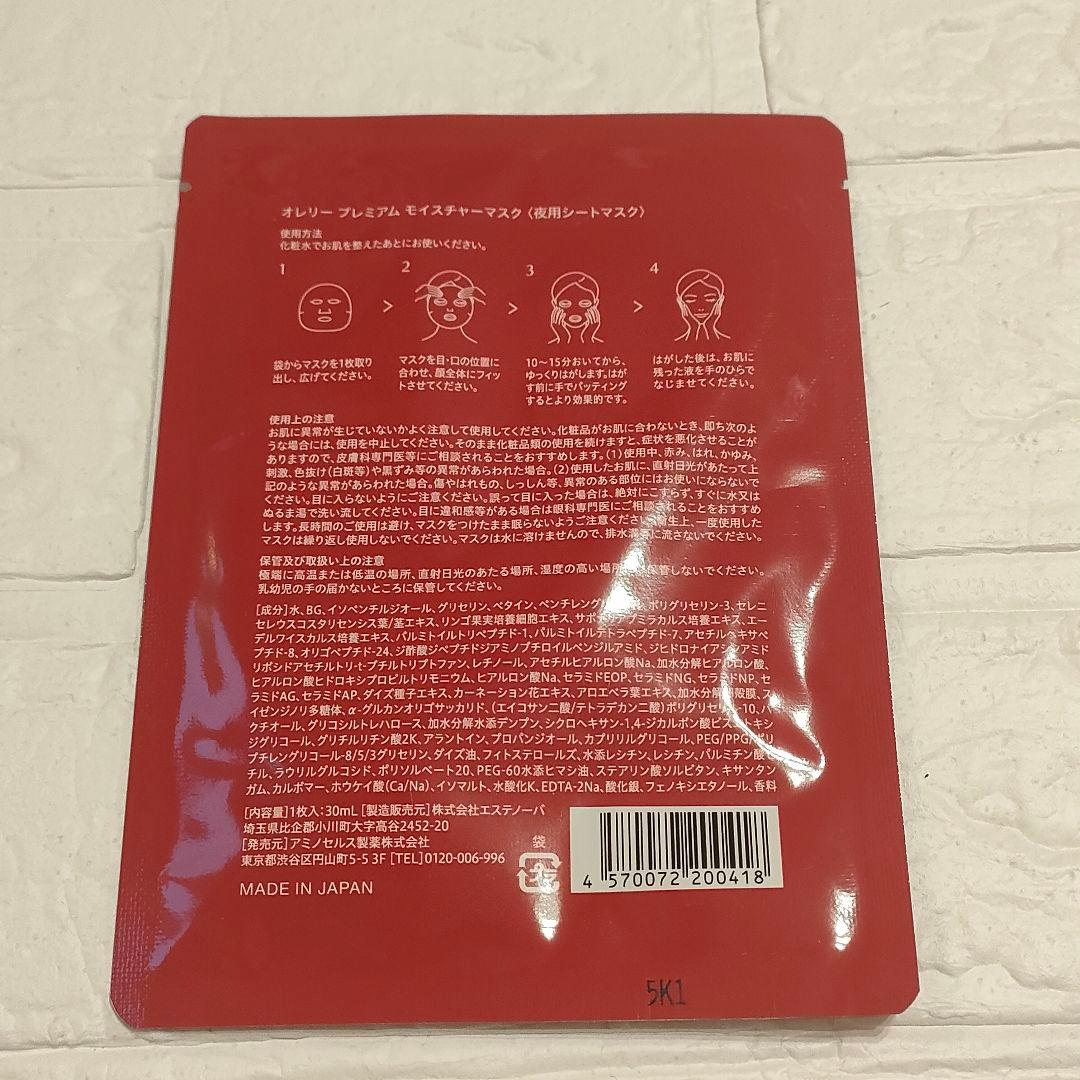 オレリー プレミアム モイスチャーマスク〈夜用シートマスク〉
使用方法
化粧水でお肌を整えたあとにお使いください。
1
2
3
4
袋からマスクを1枚取り
出し、広げてください。
マスクを目・口の位置に
合わせ、顔全体にフィッ
トさせてください。
10〜15分おいてから、
ゆっくりはがします。はが
す前に手でパッティング
するとより効果的です。
はがした後は、お肌に
残った液を手のひらで
なじませてください。
使用上の注意
お肌に異常が生じていないかよく注意して使用してください。化粧品がお肌に合わないとき、即ち次のよ
うな場合には、使用を中止してください。そのまま化粧品類の使用を続けますと、症状を悪化させることが
ありますので、皮膚科専門医等にご相談されることをおすすめします。(1)使用中、赤み、はれ、かゆみ、
刺激、色抜け(白斑等)や黒ずみ等の異常があらわれた場合。(2)使用したお肌に、直射日光があたって上
記のような異常があらわれた場合。傷やはれもの、しっしん等、異常のある部位にはお使いにならないで
ください。目に入らないようにご注意ください。誤って目に入った場合は、絶対にこすらず、すぐに水又は
ぬるま湯で洗い流してください。目に違和感等がある場合は眼科専門医にご相談されることをおすすめ
します。長時間のご使用は避け、マスクをつけたまま眠らないようご注意ください。衛生上、一度使用した
マスクは繰り返し使用しないでください。マスクは水に溶けませんので、排水溝等に流さないでください。
保管及び取扱い上の注意
極端に高温または低温の場所、直射日光のあたる場所、湿度の高い場所 保管しないでください。
乳幼児の手の届かないところに保管してください。
[成分]水、BG、イソペンチルジオール、グリセリン、ベタイン、ペンチレングリ ポリグリセリン-3、セレニ
セレウスコスタリセンシス葉/茎エキス、リンゴ果実培養細胞エキス、サポナリアプミラカルス培養エキス、エー
デルワイスカルス培養エキス、パルミトイルトリペプチド-1、パルミトイルテトラペプチド-7、アセチルヘキサペ
プチド-8、オリゴペプチド-24、ジ酢酸ジペプチドジアミノブチロイルベンジルアミド、ジヒドロナイアシンアミド
リポシドアセチルトリ-t-ブチルトリプトファン、レチノール、アセチルヒアルロン酸Na、加水分解ヒアルロン酸、
ヒアルロン酸ヒドロキシプロピルトリモニウム、ヒアルロン酸Na、セラミドEOP、セラミドNG、セラミドNP、セ
ラミドAG、セラミドAP、ダイズ種子エキス、カーネーション花エキス、アロエベラ葉エキス、加水分解卵殻膜、ス
イゼンジノリ多糖体、α-グルカンオリゴサッカリド、(エイコサン二酸/テトラデカン二酸)ポリグリセリル-10、バ
クチオール、グリコシルトレハロース、加水分解水添デンプン、シクロヘキサン-1,4-ジカルボン酸ビスエトキシ
ジグリコール、グリチルリチン酸2K、アラントイン、プロパンジオール、カプリリルグリコール、PEG/PPG/ポリ
ブチレングリコール-8/5/3グリセリン、ダイズ油、フィトステロールズ、水添レシチン、レシチン、パルミチン酸
チル、ラウリルグルコシド、ポリソルベート20、PEG-60水添ヒマシ油、ステアリン酸ソルビタン、キサンタン
ガム、カルボマー、ホウケイ酸(Ca/Na)、イソマルト、水酸化K、EDTA-2Na、酸化銀、フェノキシエタノール、香料
[内容量]1枚入:30mL [製造販売元]株式会社エステノーバ
埼玉県比企郡小川町大字高谷2452-20
[発売元]アミノセルス製薬株式会社
東京都渋谷区円山町5-5 3F [TEL]0120-006-996
MADE IN JAPAN
袋
プラ
4 570072 200418
5K1